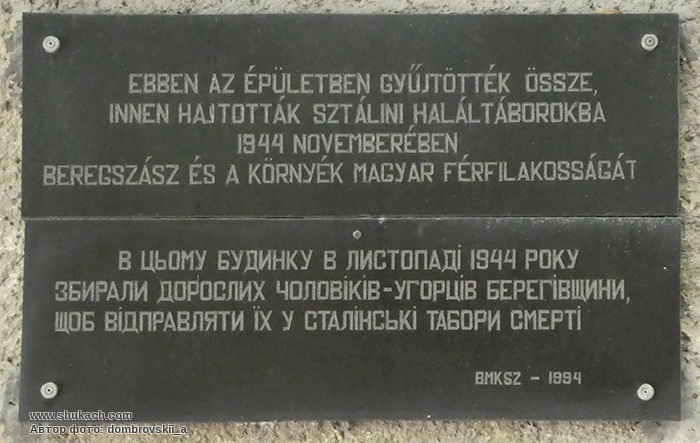 EBBEN AZ ÉPÜLETBEN GYŰJTÖTTÉK ÖSSZE,
INNEN HAJTOTTÁK SZTÁLINI HALÁLTÁBOROKBA
1944 NOVEMBERÉBEN
BEREGSZÁSZ ÉS A KÖRNYÉK MAGYAR FÉRFILAKOSSÁGÁT
В ЦЬОМУ БУДИНКУ В ЛИСТОПАДІ 1944 РОКУ
ЗБИРАЛИ ДОРОСЛИХ ЧОЛОВІКІВ-УГОРЦІВ БЕРЕГІВЩИНИ,
ЩОБ ВІДПРАВЛЯТИ ЇХ У СТАЛІНСЬКІ ТАБОРИ СМЕРТІ
BMKSZ - 1994
www.shukach.com
Автор фото: dombrovskii_a